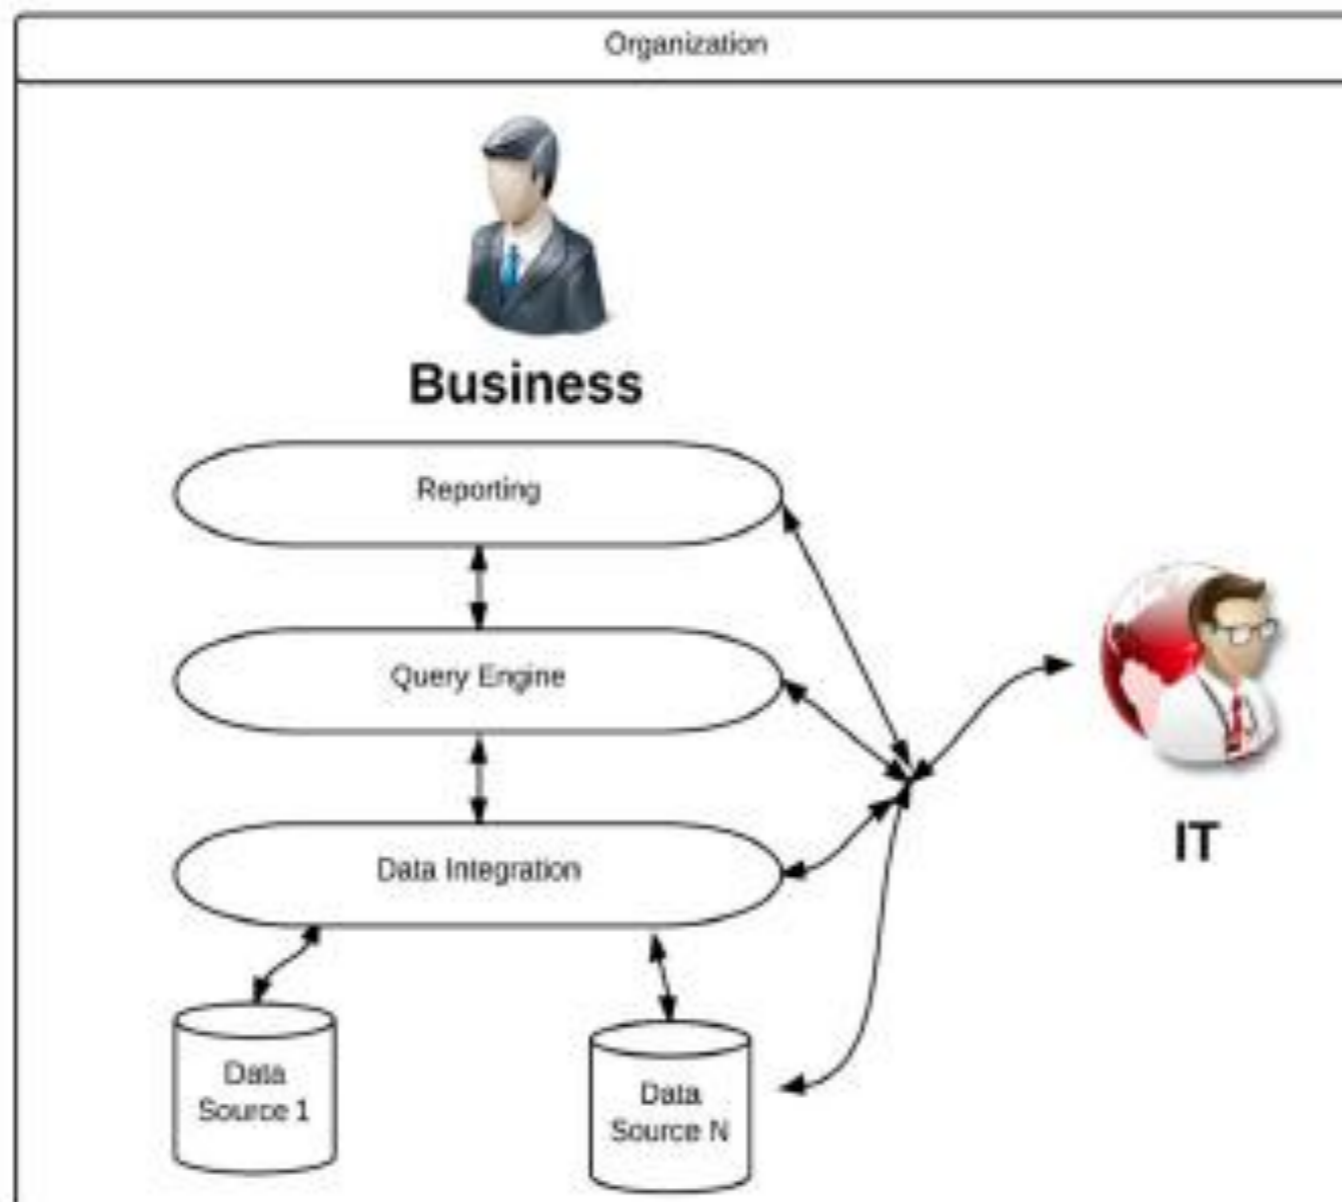 Organization
Business
Reporting
Query Engine
Data Integration
Data
Source 1
Data
Source N
IT